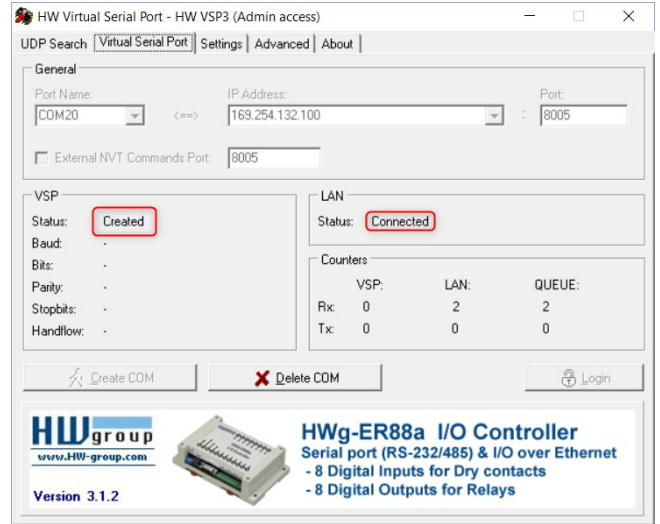 HW Virtual Serial Port - HW VSP3 (Admin access)
UDP Search Virtual Serial Port Settings Advanced About
General
Port Name: IP Address: Port:
COM20 <==> 169.254.132.100 : 8005
External NVT Commands Port: 8005
VSP
Status: Created
Baud: -
Bits: -
Parity: -
Stopbits: -
Handflow: -
LAN
Status: Connected
Counters
VSP: LAN: QUEUE:
Rx: 0 2 2
Tx: 0 0 0
Create COM Delete COM Login
HW group
www.HW-group.com
Version 3.1.2
HWg-ER88a I/O Controller
Serial port (RS-232/485) & I/O over Ethernet
- 8 Digital Inputs for Dry contacts
- 8 Digital Outputs for Relays